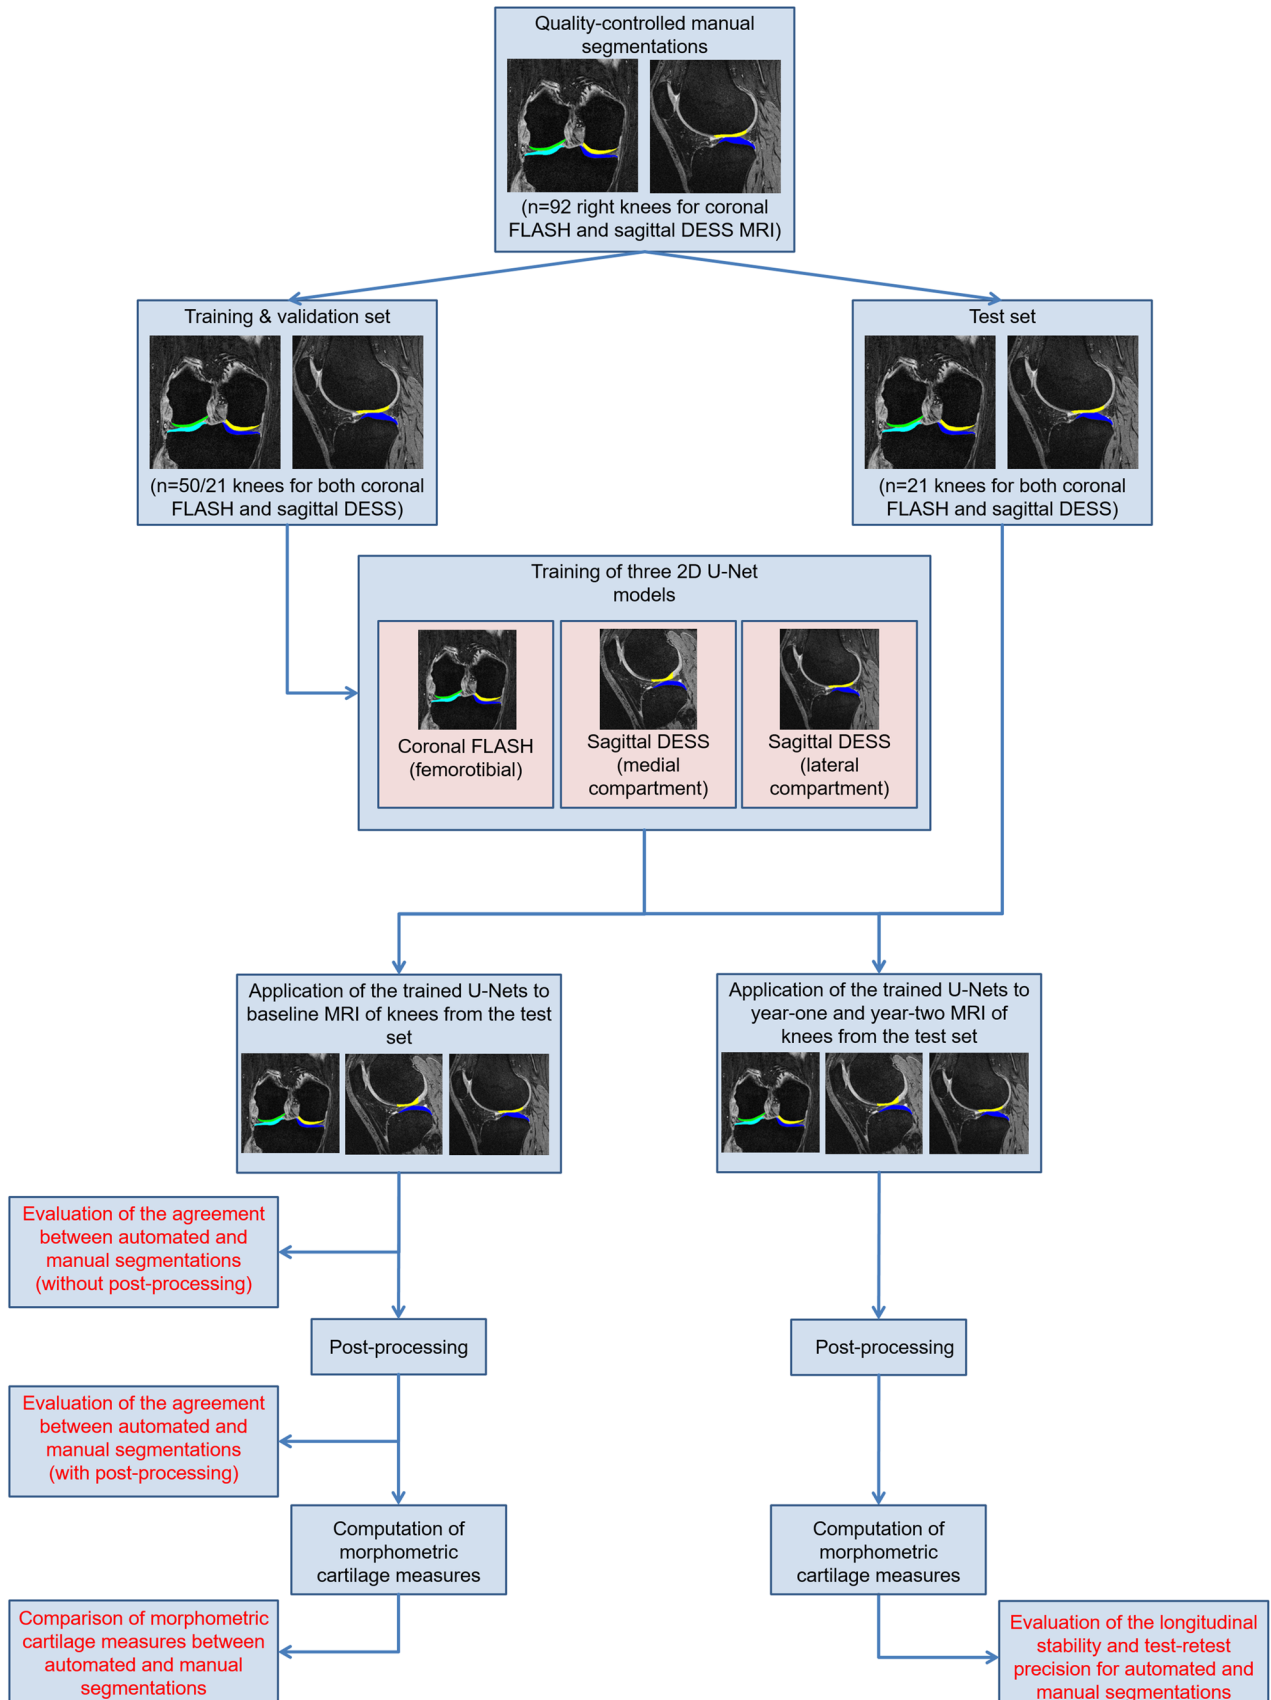 Quality-controlled manual
segmentations
(n=92 right knees for coronal
FLASH and sagittal DESS MRI)
Training & validation set
(n=50/21 knees for both coronal
FLASH and sagittal DESS)
Test set
(n=21 knees for both coronal
FLASH and sagittal DESS)
Training of three 2D U-Net
models
Coronal FLASH
(femorotibial)
Sagittal DESS
(medial
compartment)
Sagittal DESS
(lateral
compartment)
Application of the trained U-Nets to
baseline MRI of knees from the test
set
Application of the trained U-Nets to
year-one and year-two MRI of
knees from the test set
Evaluation of the agreement
between automated and
manual segmentations
(without post-processing)
Post-processing
Post-processing
Evaluation of the agreement
between automated and
manual segmentations
(with post-processing)
Computation of
morphometric
cartilage measures
Computation of
morphometric
cartilage measures
Comparison of morphometric
cartilage measures between
automated and manual
segmentations
Evaluation of the longitudinal
stability and test-retest
precision for automated and
manual segmentations